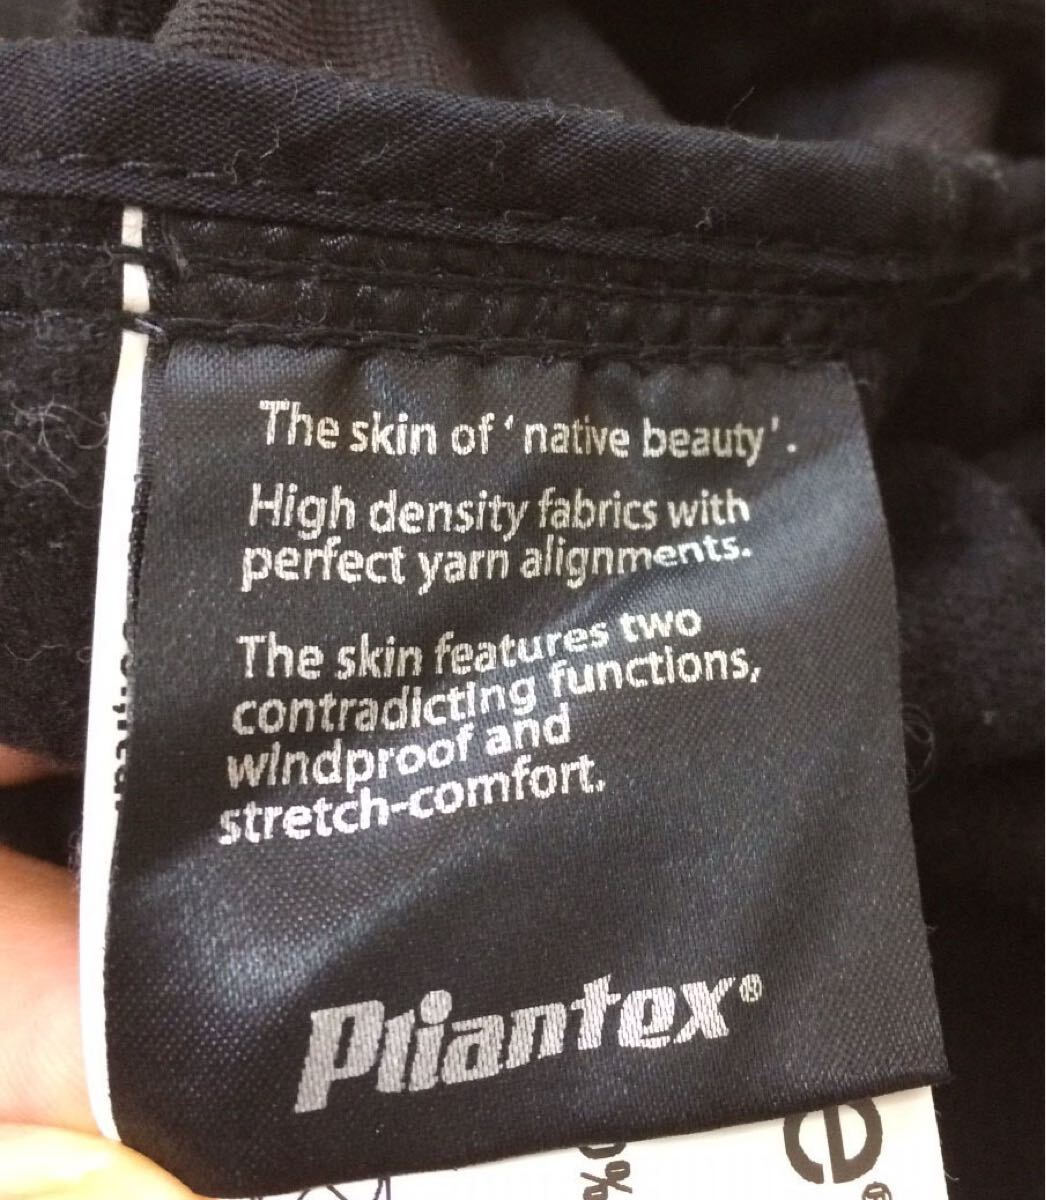 The skin of 'native beauty'.
High density fabrics with
perfect yarn alignments.
The skin features two
contradicting functions,
windproof and
stretch-comfort.
Pliantex®
0%